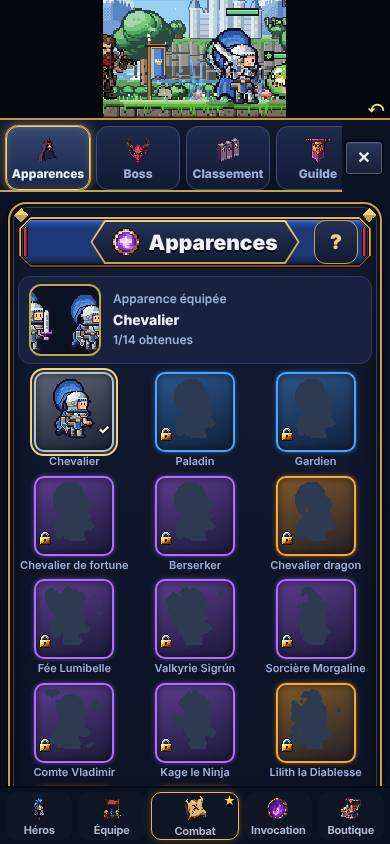 Apparences
Boss
Classement
Guilde
×
Apparences
?
Apparence équipée
Chevalier
1/14 obtenues
Chevalier
Paladin
Gardien
Chevalier de fortune
Berserker
Chevalier dragon
Fée Lumibelle
Valkyrie Sigrún
Sorcière Morgaline
Comte Vladimir
Kage le Ninja
Lilith la Diablesse
Héros
Équipe
Combat
Invocation
Boutique